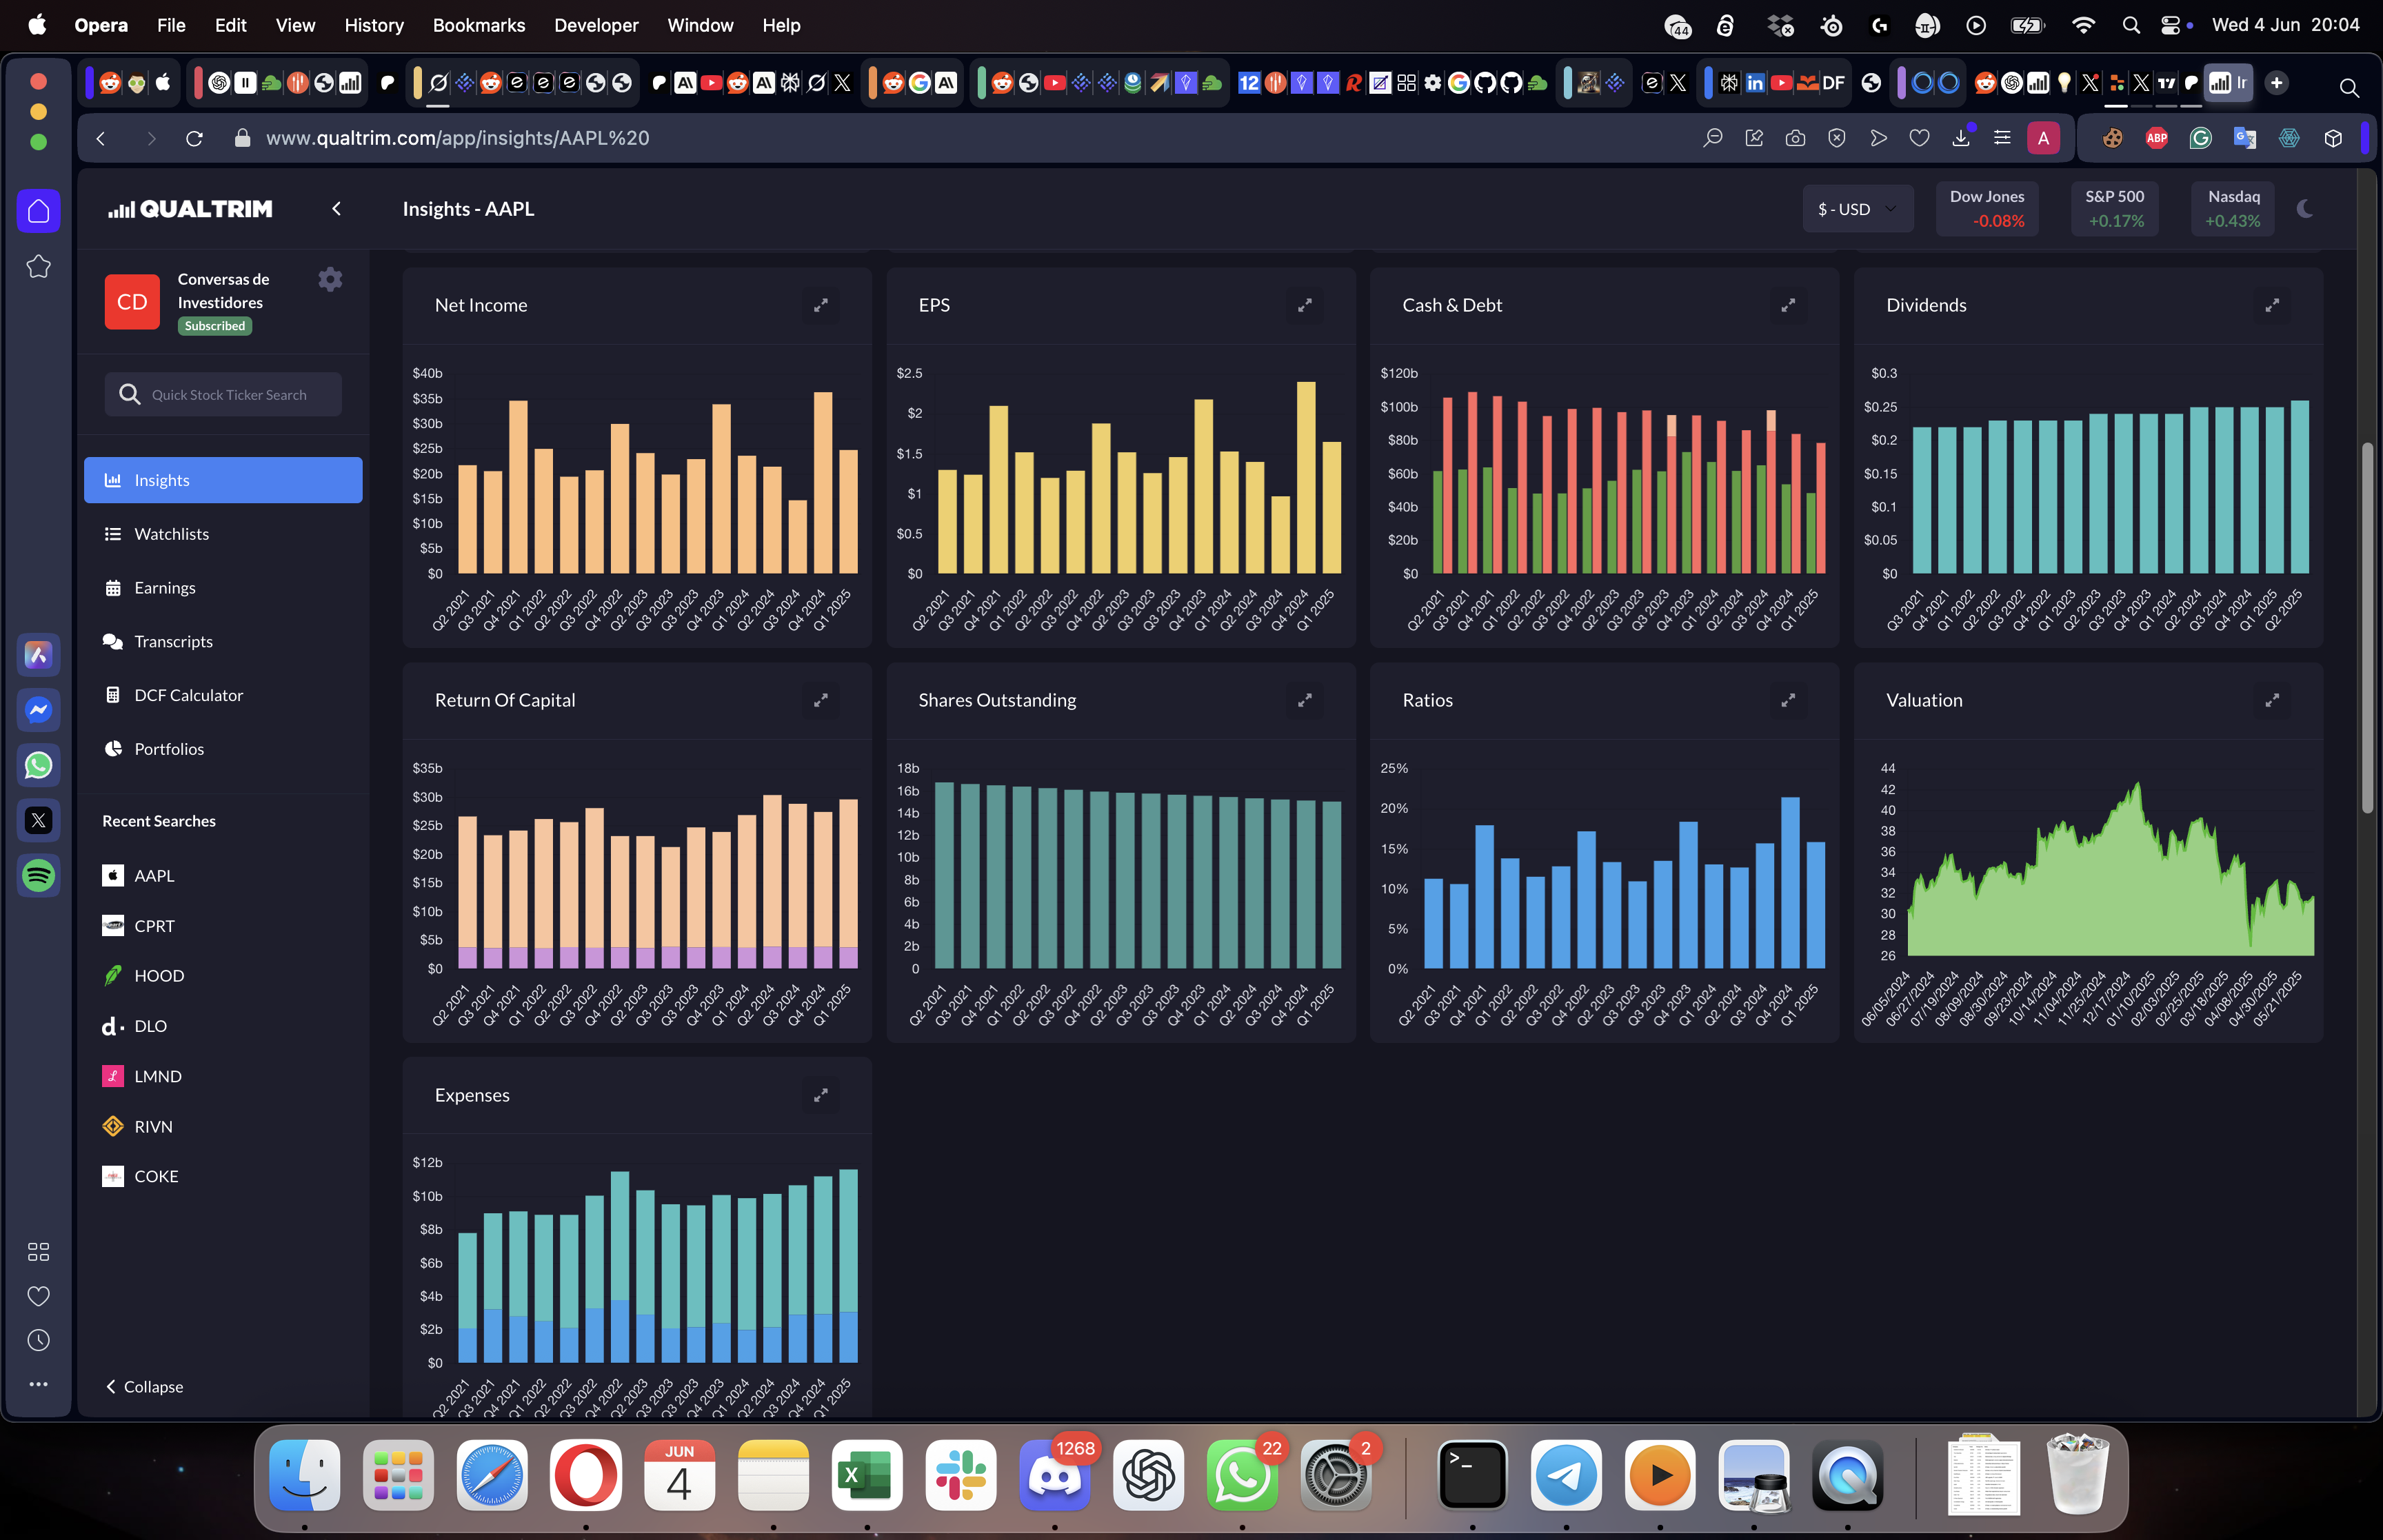 Opera File Edit View History Bookmarks Developer Window Help
44
Wed 4 Jun 20:04
12
DF
Ir
www.qualtrim.com/app/insights/AAPL%20
A
ABP
QUALTRIM
Insights - AAPL
$ - USD
Dow Jones
-0.08%
S&P 500
+0.17%
Nasdaq
+0.43%
CD
Conversas de
Investidores
Subscribed
Quick Stock Ticker Search
Insights
Watchlists
Earnings
Transcripts
DCF Calculator
Portfolios
Recent Searches
AAPL
CPRT
HOOD
DLO
LMND
RIVN
COKE
Collapse
Net Income
$40b
$35b
$30b
$25b
$20b
$15b
$10b
$5b
$0
Q2 2021 Q3 2021 Q4 2021 Q1 2022 Q2 2022 Q3 2022 Q4 2022 Q2 2023 Q3 2023 Q3 2023 Q4 2023 Q1 2024 Q2 2024 Q3 2024 Q4 2024 Q1 2025
EPS
$2.5
$2
$1.5
$1
$0.5
$0
Q2 2021 Q3 2021 Q4 2021 Q1 2022 Q2 2022 Q3 2022 Q4 2022 Q2 2023 Q3 2023 Q3 2023 Q4 2023 Q1 2024 Q2 2024 Q3 2024 Q4 2024 Q1 2025
Cash & Debt
$120b
$100b
$80b
$60b
$40b
$20b
$0
Q2 2021 Q3 2021 Q4 2021 Q1 2022 Q2 2022 Q3 2022 Q4 2022 Q2 2023 Q3 2023 Q3 2023 Q4 2023 Q1 2024 Q2 2024 Q3 2024 Q4 2024 Q1 2025
Dividends
$0.3
$0.25
$0.2
$0.15
$0.1
$0.05
$0
Q3 2021 Q4 2021 Q1 2022 Q2 2022 Q3 2022 Q4 2022 Q1 2023 Q2 2023 Q3 2023 Q4 2023 Q1 2024 Q2 2024 Q3 2024 Q4 2024 Q1 2025 Q2 2025
Return Of Capital
$35b
$30b
$25b
$20b
$15b
$10b
$5b
$0
Q2 2021 Q3 2021 Q4 2021 Q1 2022 Q2 2022 Q3 2022 Q4 2022 Q2 2023 Q3 2023 Q3 2023 Q4 2023 Q1 2024 Q2 2024 Q3 2024 Q4 2024 Q1 2025
Shares Outstanding
18b
16b
14b
12b
10b
8b
6b
4b
2b
0
Q2 2021 Q3 2021 Q4 2021 Q1 2022 Q2 2022 Q3 2022 Q4 2022 Q2 2023 Q3 2023 Q3 2023 Q4 2023 Q1 2024 Q2 2024 Q3 2024 Q4 2024 Q1 2025
Ratios
25%
20%
15%
10%
5%
0%
Q2 2021 Q3 2021 Q4 2021 Q1 2022 Q2 2022 Q3 2022 Q4 2022 Q2 2023 Q3 2023 Q3 2023 Q4 2023 Q1 2024 Q2 2024 Q3 2024 Q4 2024 Q1 2025
Valuation
44
42
40
38
36
34
32
30
28
26
06/05/2024 06/27/2024 07/19/2024 08/09/2024 08/30/2024 09/23/2024 10/14/2024 11/04/2024 11/25/2024 12/17/2024 01/10/2025 02/03/2025 02/25/2025 03/18/2025 04/08/2025 04/30/2025 05/21/2025
Expenses
$12b
$10b
$8b
$6b
$4b
$2b
$0
Q2 2021 Q3 2021 Q4 2021 Q1 2022 Q2 2022 Q3 2022 Q4 2022 Q2 2023 Q3 2023 Q3 2023 Q4 2023 Q1 2024 Q2 2024 Q3 2024 Q4 2024 Q1 2025
JUN
4
1268
22
2